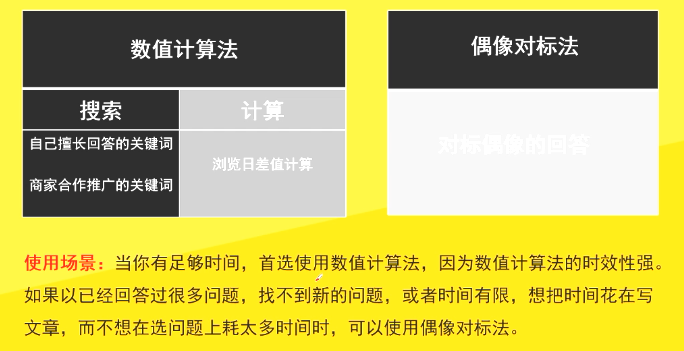 数值计算法
偶像对标法
搜索
计算
自己擅长回答的关键词
浏览日差值计算
商家合作推广的关键词
对标偶像的回答
使用场景：当你有足够时间，首选使用数值计算法，因为数值计算法的时效性强。
如果以已经回答过很多问题，找不到新的问题，或者时间有限，想把时间花在写
文章，而不想在选问题上耗太多时间时，可以使用偶像对标法。